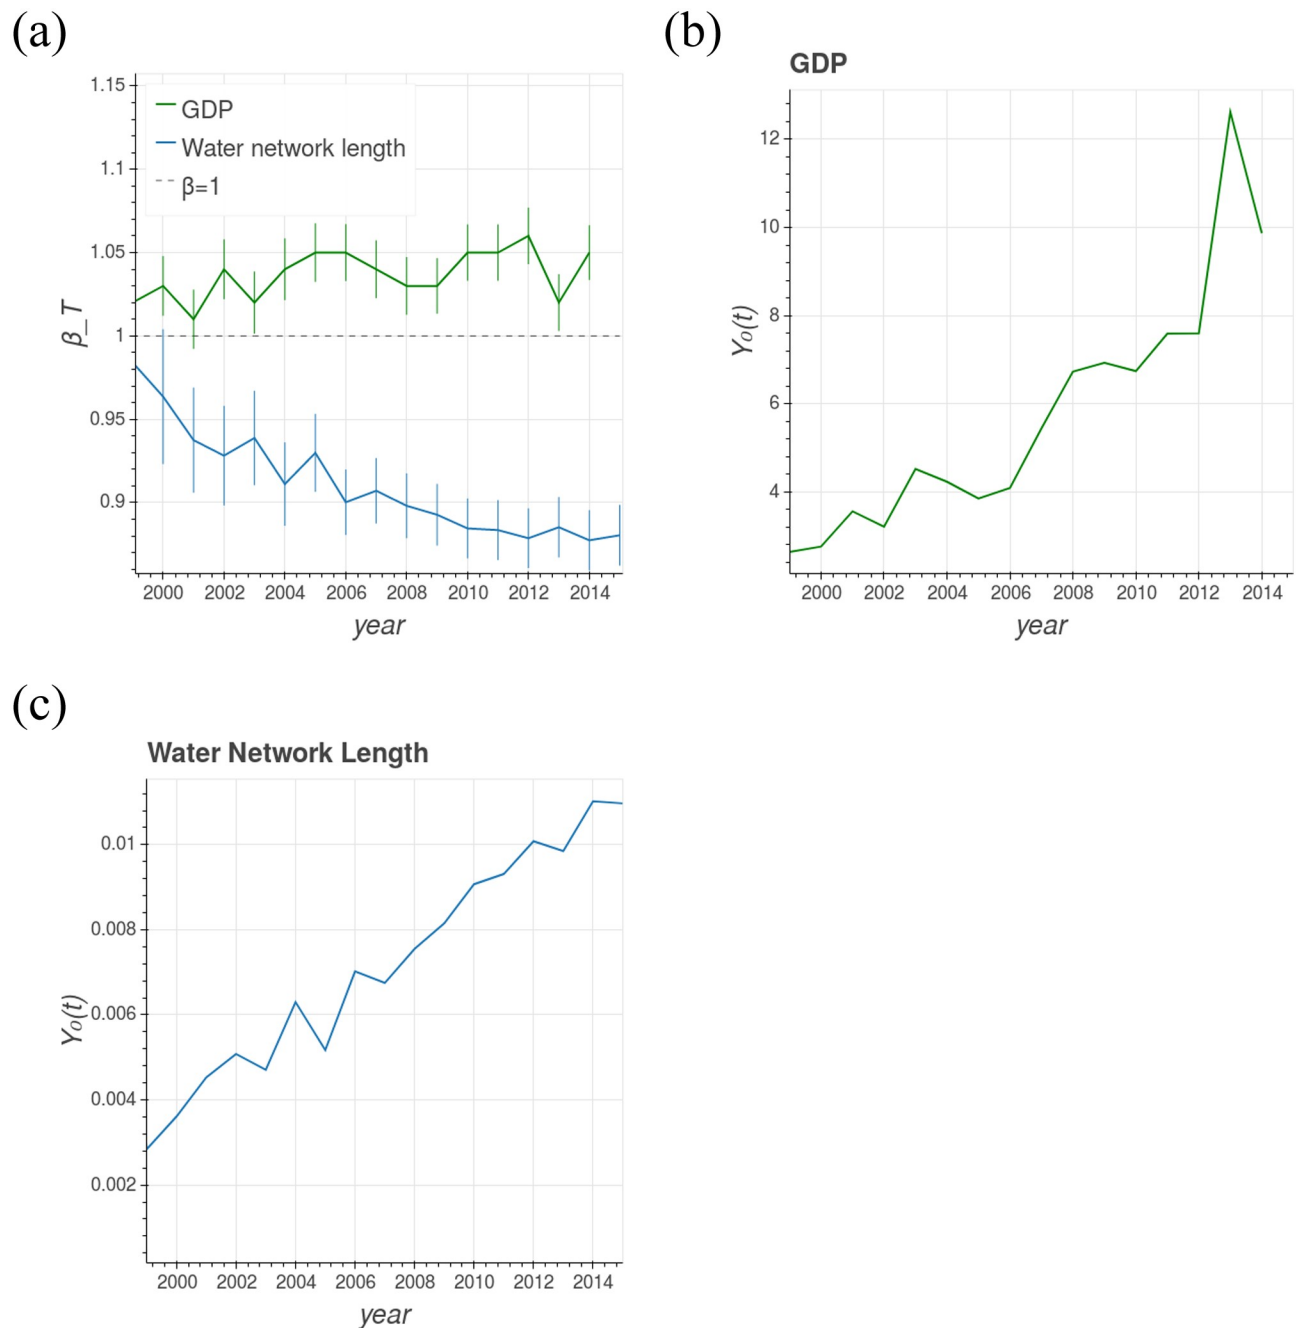 (a)
1.15
1.1
1.05
1
0.95
0.9
β_T
GDP
Water network length
β=1
2000 2002 2004 2006 2008 2010 2012 2014
year
(b)
GDP
12
10
8
6
4
Y₀(t)
2000 2002 2004 2006 2008 2010 2012 2014
year
(c)
Water Network Length
0.01
0.008
0.006
0.004
0.002
Y₀(t)
2000 2002 2004 2006 2008 2010 2012 2014
year